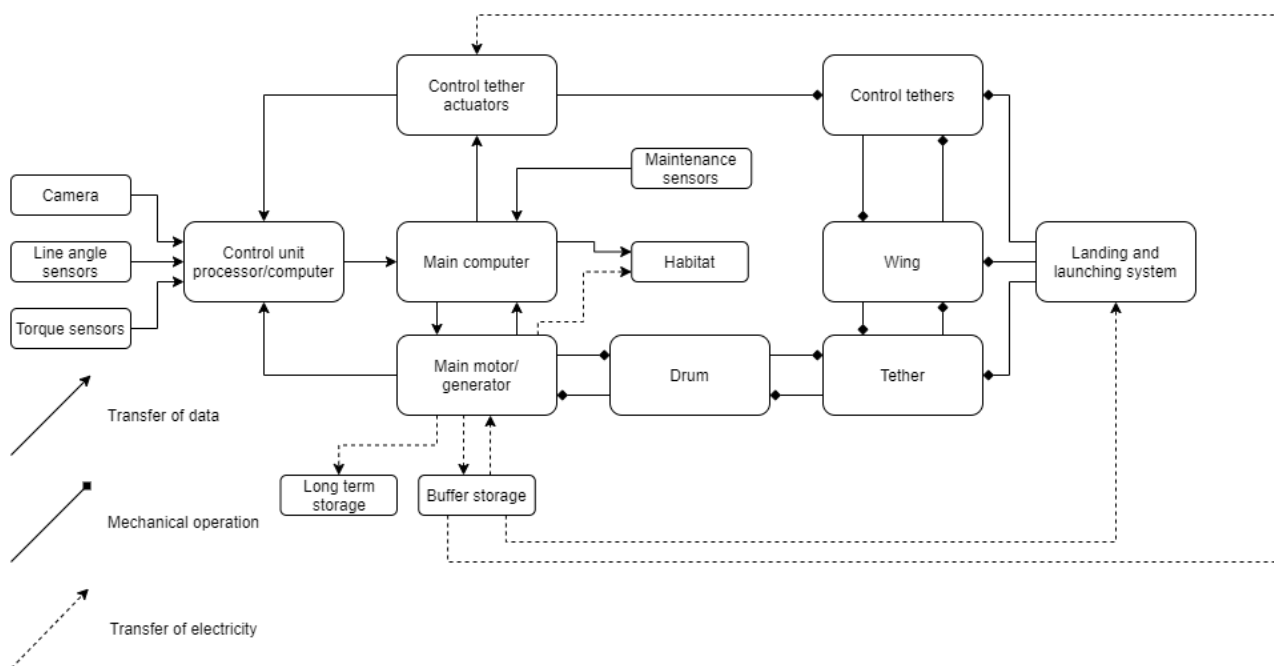 Control tether
actuators
Control tethers
Maintenance
sensors
Camera
Line angle
sensors
Torque sensors
Control unit
processor/computer
Main computer
Habitat
Wing
Landing and
launching system
Main motor/
generator
Drum
Tether
Transfer of data
Long term
storage
Buffer storage
Mechanical operation
Transfer of electricity